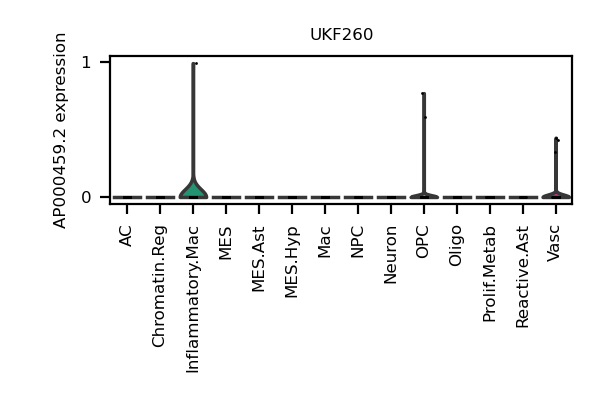 UKF260
AP000459.2 expression
1
0
AC
Chromatin.Reg
Inflammatory.Mac
MES
MES.Ast
MES.Hyp
Mac
NPC
Neuron
OPC
Oligo
Prolif.Metab
Reactive.Ast
Vasc